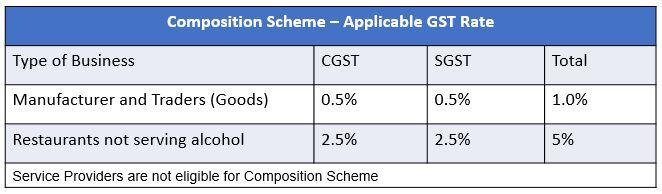 Composition Scheme – Applicable GST Rate
Type of Business CGST SGST Total
Manufacturer and Traders (Goods) 0.5% 0.5% 1.0%
Restaurants not serving alcohol 2.5% 2.5% 5%
Service Providers are not eligible for Composition Scheme